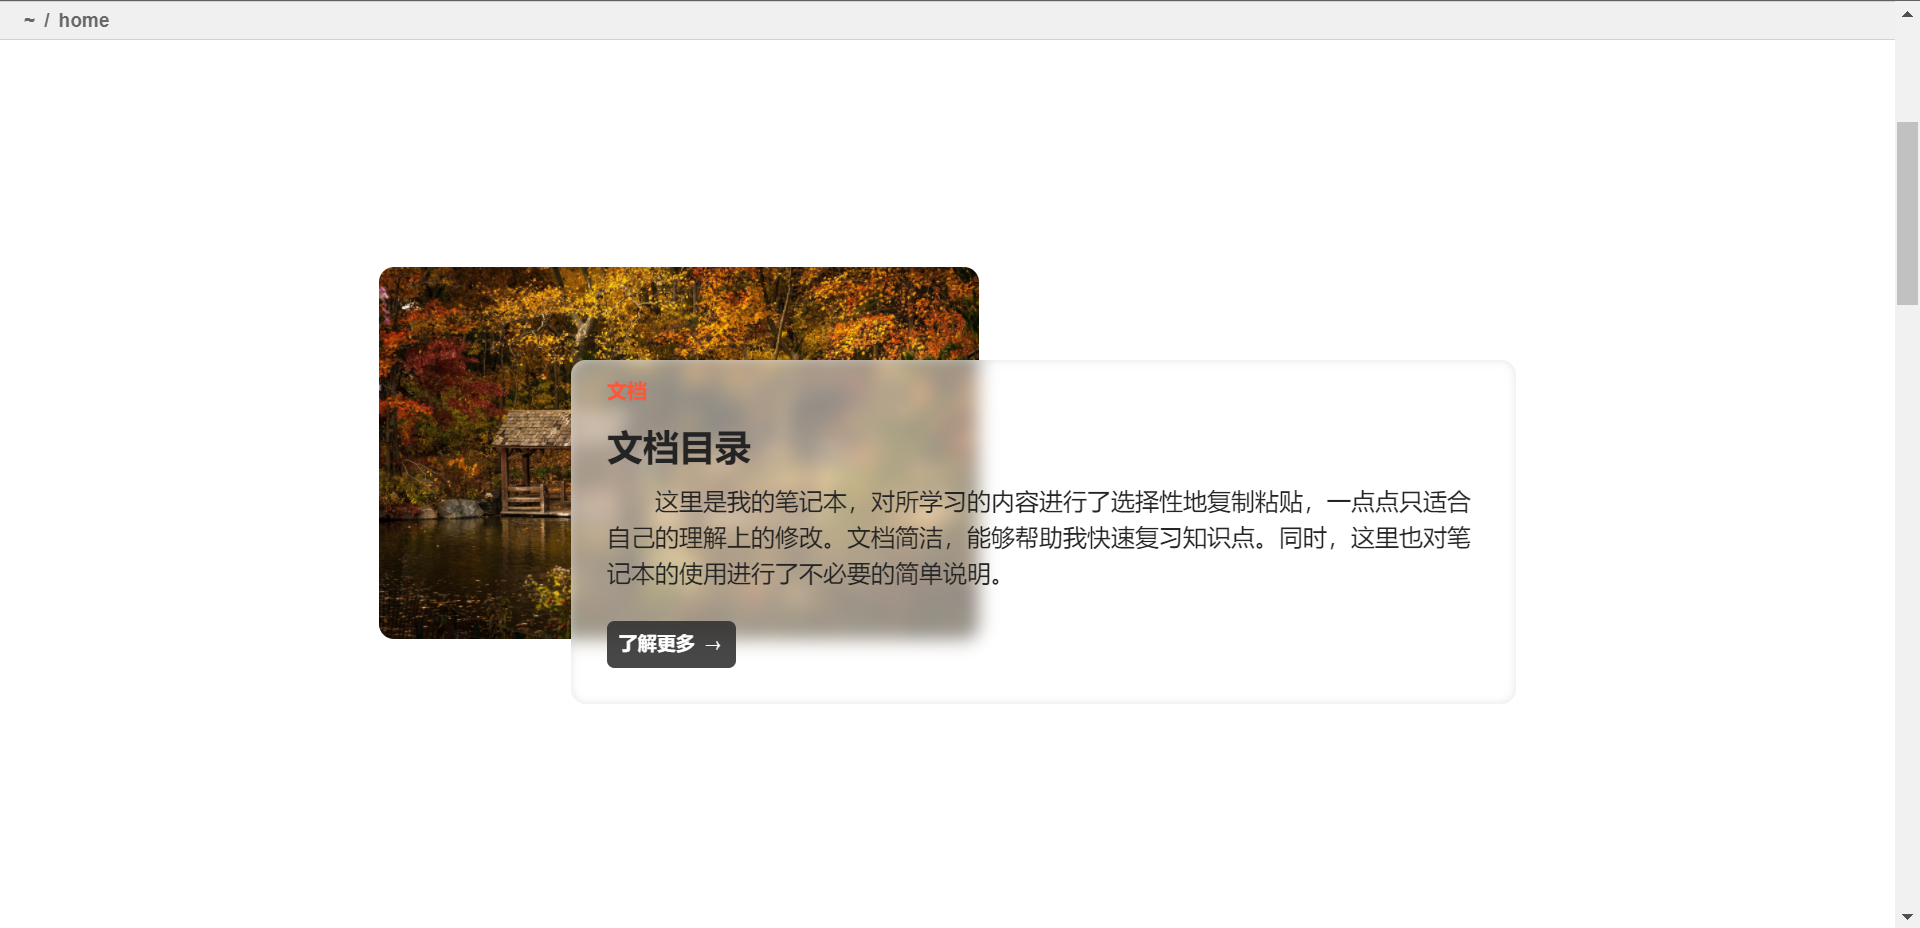 ~ / home
文档
文档目录
这里是我的笔记本，对所学习的内容进行了选择性地复制粘贴，一点点只适合
自己的理解上的修改。文档简洁，能够帮助我快速复习知识点。同时，这里也对笔
记本的使用进行了不必要的简单说明。
了解更多 →